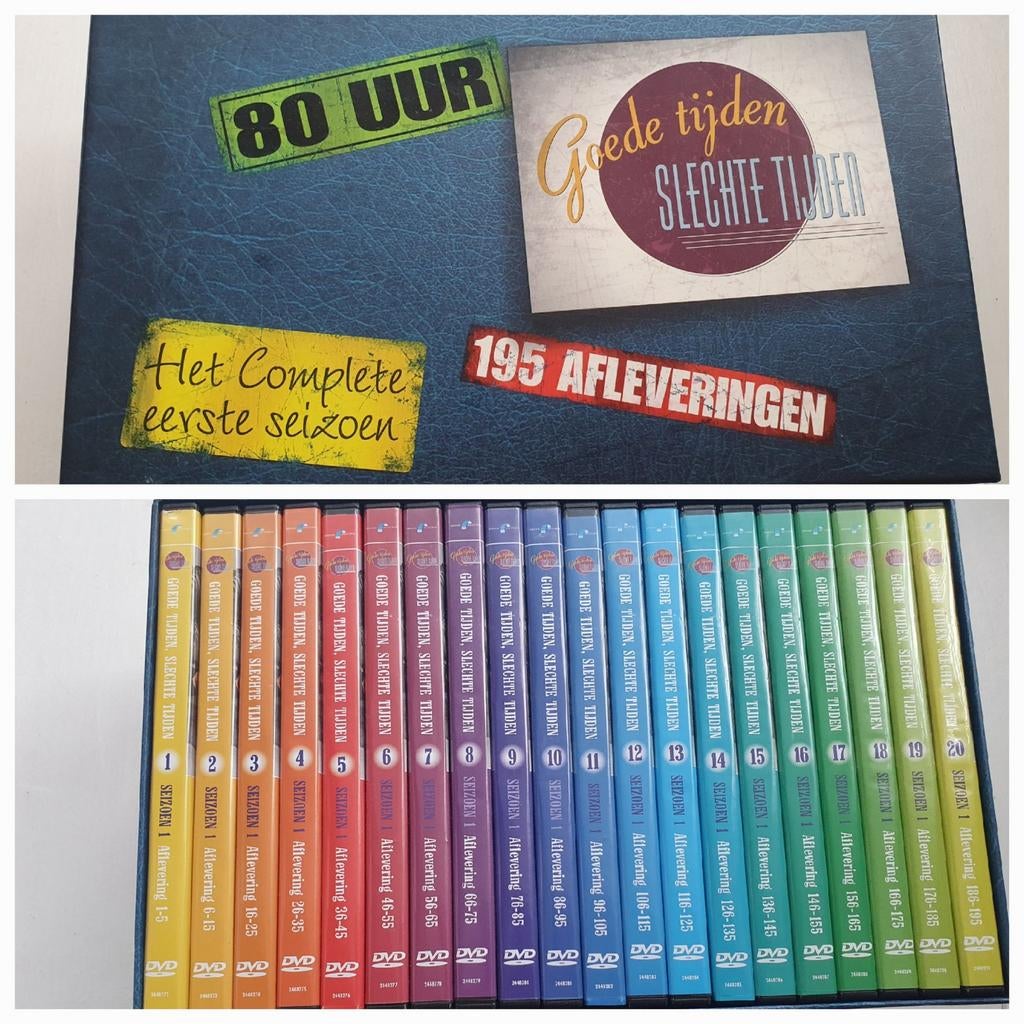 80 UUR
Goede tijden
SLECHTE TIJDEN
Het Complete
eerste seizoen
195 AFLEVERINGEN
GOEDE TIJDEN, SLECHTE TIJDEN 1 SEIZOEN 1 Aflevering 1-5 DVD
GOEDE TIJDEN, SLECHTE TIJDEN 2 SEIZOEN 1 Aflevering 6-15 DVD
GOEDE TIJDEN, SLECHTE TIJDEN 3 SEIZOEN 1 Aflevering 16-25 DVD
GOEDE TIJDEN, SLECHTE TIJDEN 4 SEIZOEN 1 Aflevering 26-35 DVD
GOEDE TIJDEN, SLECHTE TIJDEN 5 SEIZOEN 1 Aflevering 36-45 DVD
GOEDE TIJDEN, SLECHTE TIJDEN 6 SEIZOEN 1 Aflevering 46-55 DVD
GOEDE TIJDEN, SLECHTE TIJDEN 7 SEIZOEN 1 Aflevering 56-65 DVD
GOEDE TIJDEN, SLECHTE TIJDEN 8 SEIZOEN 1 Aflevering 66-75 DVD
GOEDE TIJDEN, SLECHTE TIJDEN 9 SEIZOEN 1 Aflevering 76-85 DVD
GOEDE TIJDEN, SLECHTE TIJDEN 10 SEIZOEN 1 Aflevering 86-95 DVD
GOEDE TIJDEN, SLECHTE TIJDEN 11 SEIZOEN 1 Aflevering 96-105 DVD
GOEDE TIJDEN, SLECHTE TIJDEN 12 SEIZOEN 1 Aflevering 106-115 DVD
GOEDE TIJDEN, SLECHTE TIJDEN 13 SEIZOEN 1 Aflevering 116-125 DVD
GOEDE TIJDEN, SLECHTE TIJDEN 14 SEIZOEN 1 Aflevering 126-135 DVD
GOEDE TIJDEN, SLECHTE TIJDEN 15 SEIZOEN 1 Aflevering 136-145 DVD
GOEDE TIJDEN, SLECHTE TIJDEN 16 SEIZOEN 1 Aflevering 146-155 DVD
GOEDE TIJDEN, SLECHTE TIJDEN 17 SEIZOEN 1 Aflevering 156-165 DVD
GOEDE TIJDEN, SLECHTE TIJDEN 18 SEIZOEN 1 Aflevering 166-175 DVD
GOEDE TIJDEN, SLECHTE TIJDEN 19 SEIZOEN 1 Aflevering 176-185 DVD
GOEDE TIJDEN, SLECHTE TIJDEN 20 SEIZOEN 1 Aflevering 186-195 DVD